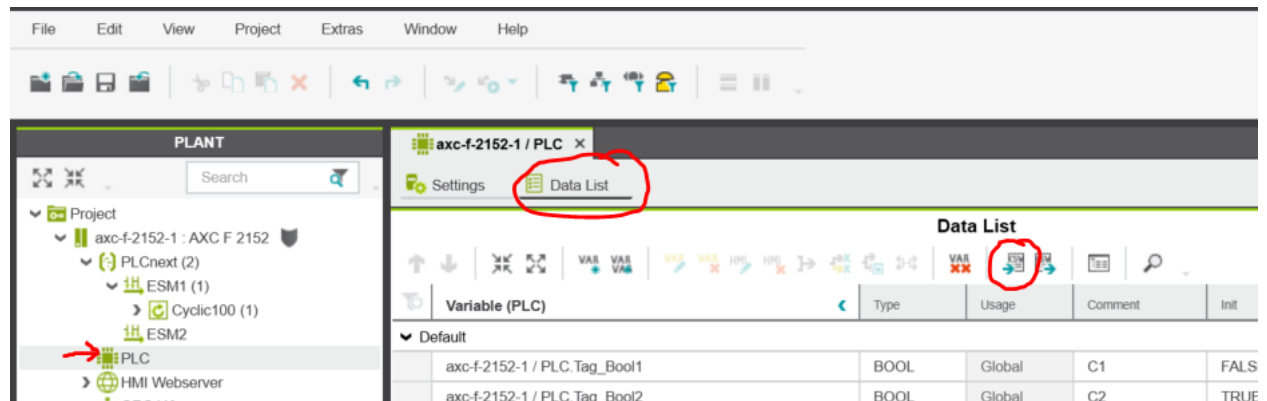 File Edit View Project Extras Window Help
PLANT
Search
Project
axc-f-2152-1 : AXC F 2152
PLCnext (2)
ESM1 (1)
Cyclic100 (1)
ESM2
PLC
HMI Webserver
axc-f-2152-1 / PLC
Settings Data List
Data List
Variable (PLC) Type Usage Comment Init
Default
axc-f-2152-1 / PLC.Tag_Bool1 BOOL Global C1 FALS
axc-f-2152-1 / PLC.Tag_Bool2 BOOL Global C2 TRUE